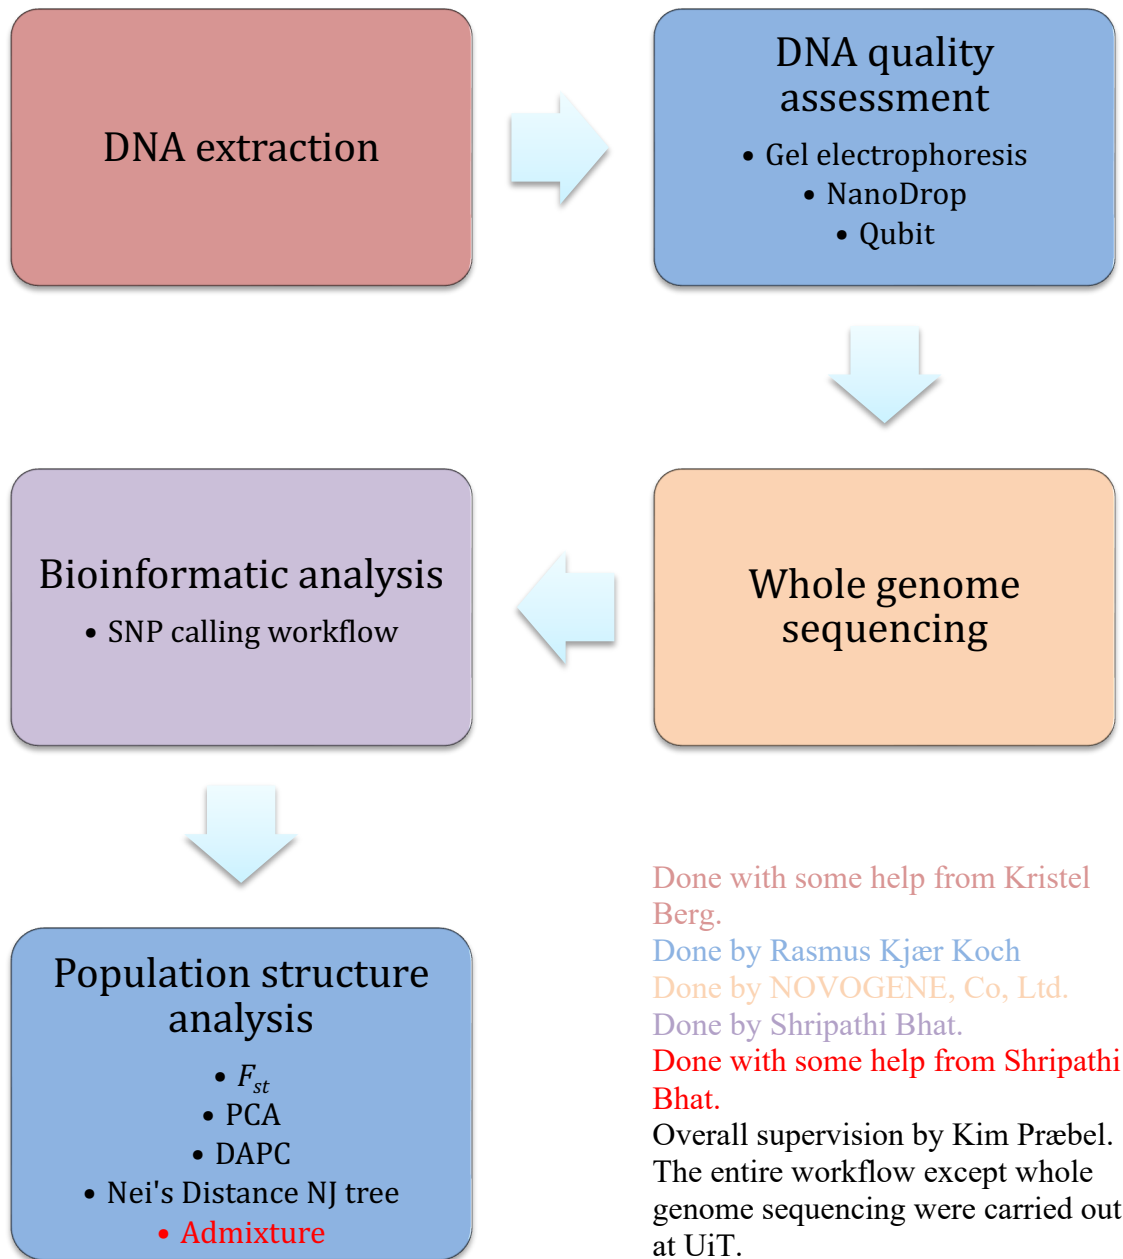 DNA extraction
DNA quality
assessment
• Gel electrophoresis
• NanoDrop
• Qubit
Whole genome
sequencing
Bioinformatic analysis
• SNP calling workflow
Population structure
analysis
• Fst
• PCA
• DAPC
• Nei's Distance NJ tree
• Admixture
Done with some help from Kristel
Berg.
Done by Rasmus Kjær Koch
Done by NOVOGENE, Co, Ltd.
Done by Shripathi Bhat.
Done with some help from Shripathi
Bhat.
Overall supervision by Kim Præbel.
The entire workflow except whole
genome sequencing were carried out
at UiT.